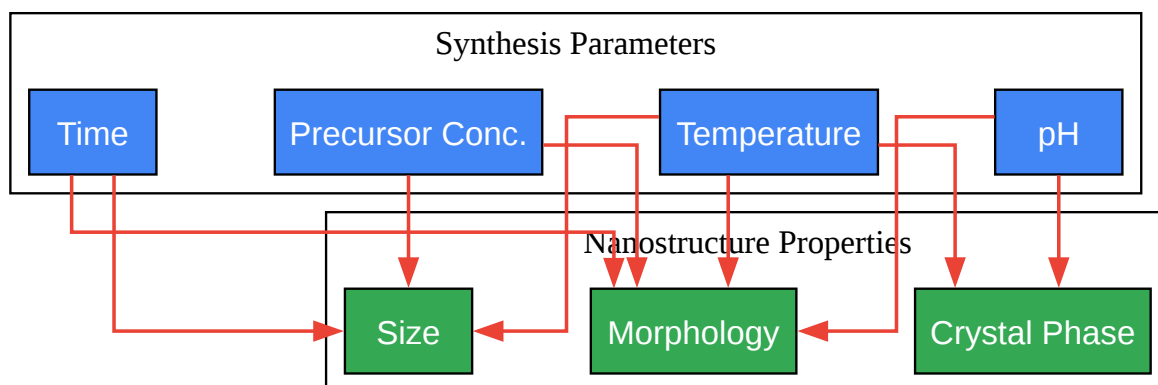 Synthesis Parameters
Time
Precursor Conc.
Temperature
pH
Nanostructure Properties
Size
Morphology
Crystal Phase